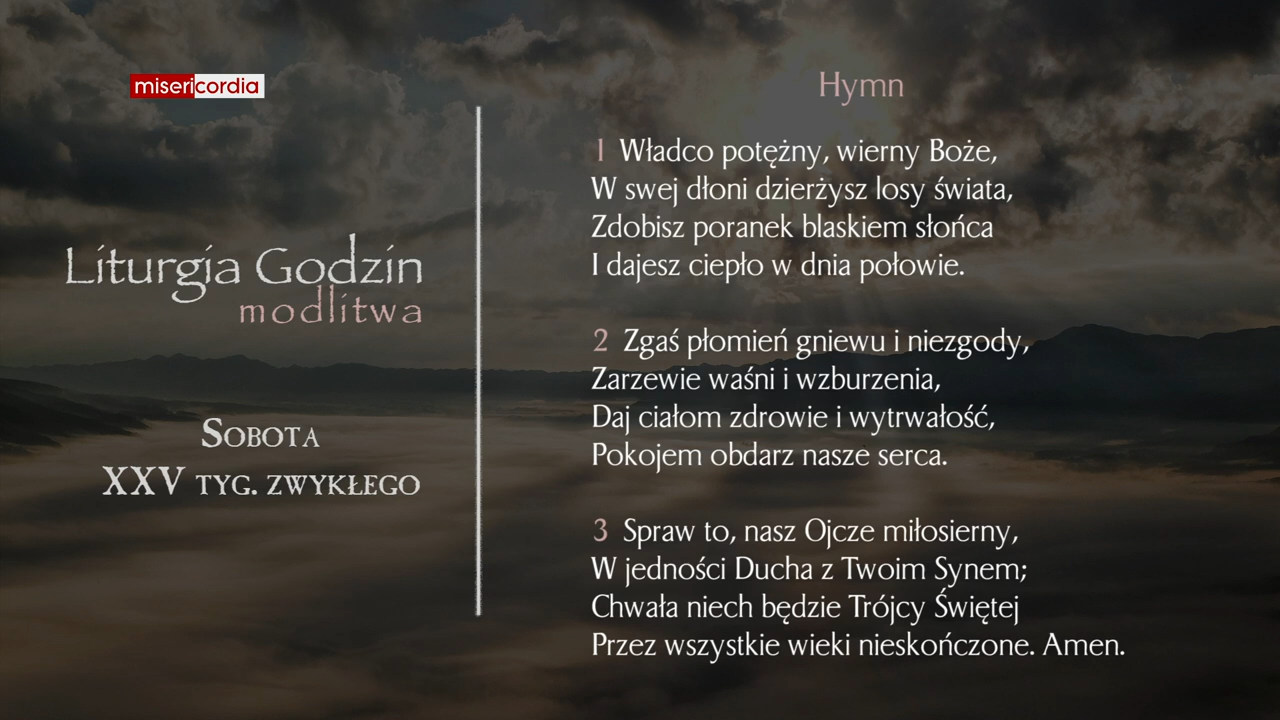 misericordia
Liturgia Godzin
modlitwa
Sobota
XXV tyg. zwykłego
Hymn
1 Władco potężny, wierny Boże,
W swej dłoni dzierżysz losy świata,
Zdobisz poranek blaskiem słońca
I dajesz ciepło w dnia połowie.
2 Zgaś płomień gniewu i niezgody,
Zarzewie waśni i wzburzenia,
Daj ciałom zdrowie i wytrwałość,
Pokojem obdarz nasze serca.
3 Spraw to, nasz Ojcze miłosierny,
W jedności Ducha z Twoim Synem;
Chwała niech będzie Trójcy Świętej
Przez wszystkie wieki nieskończone. Amen.